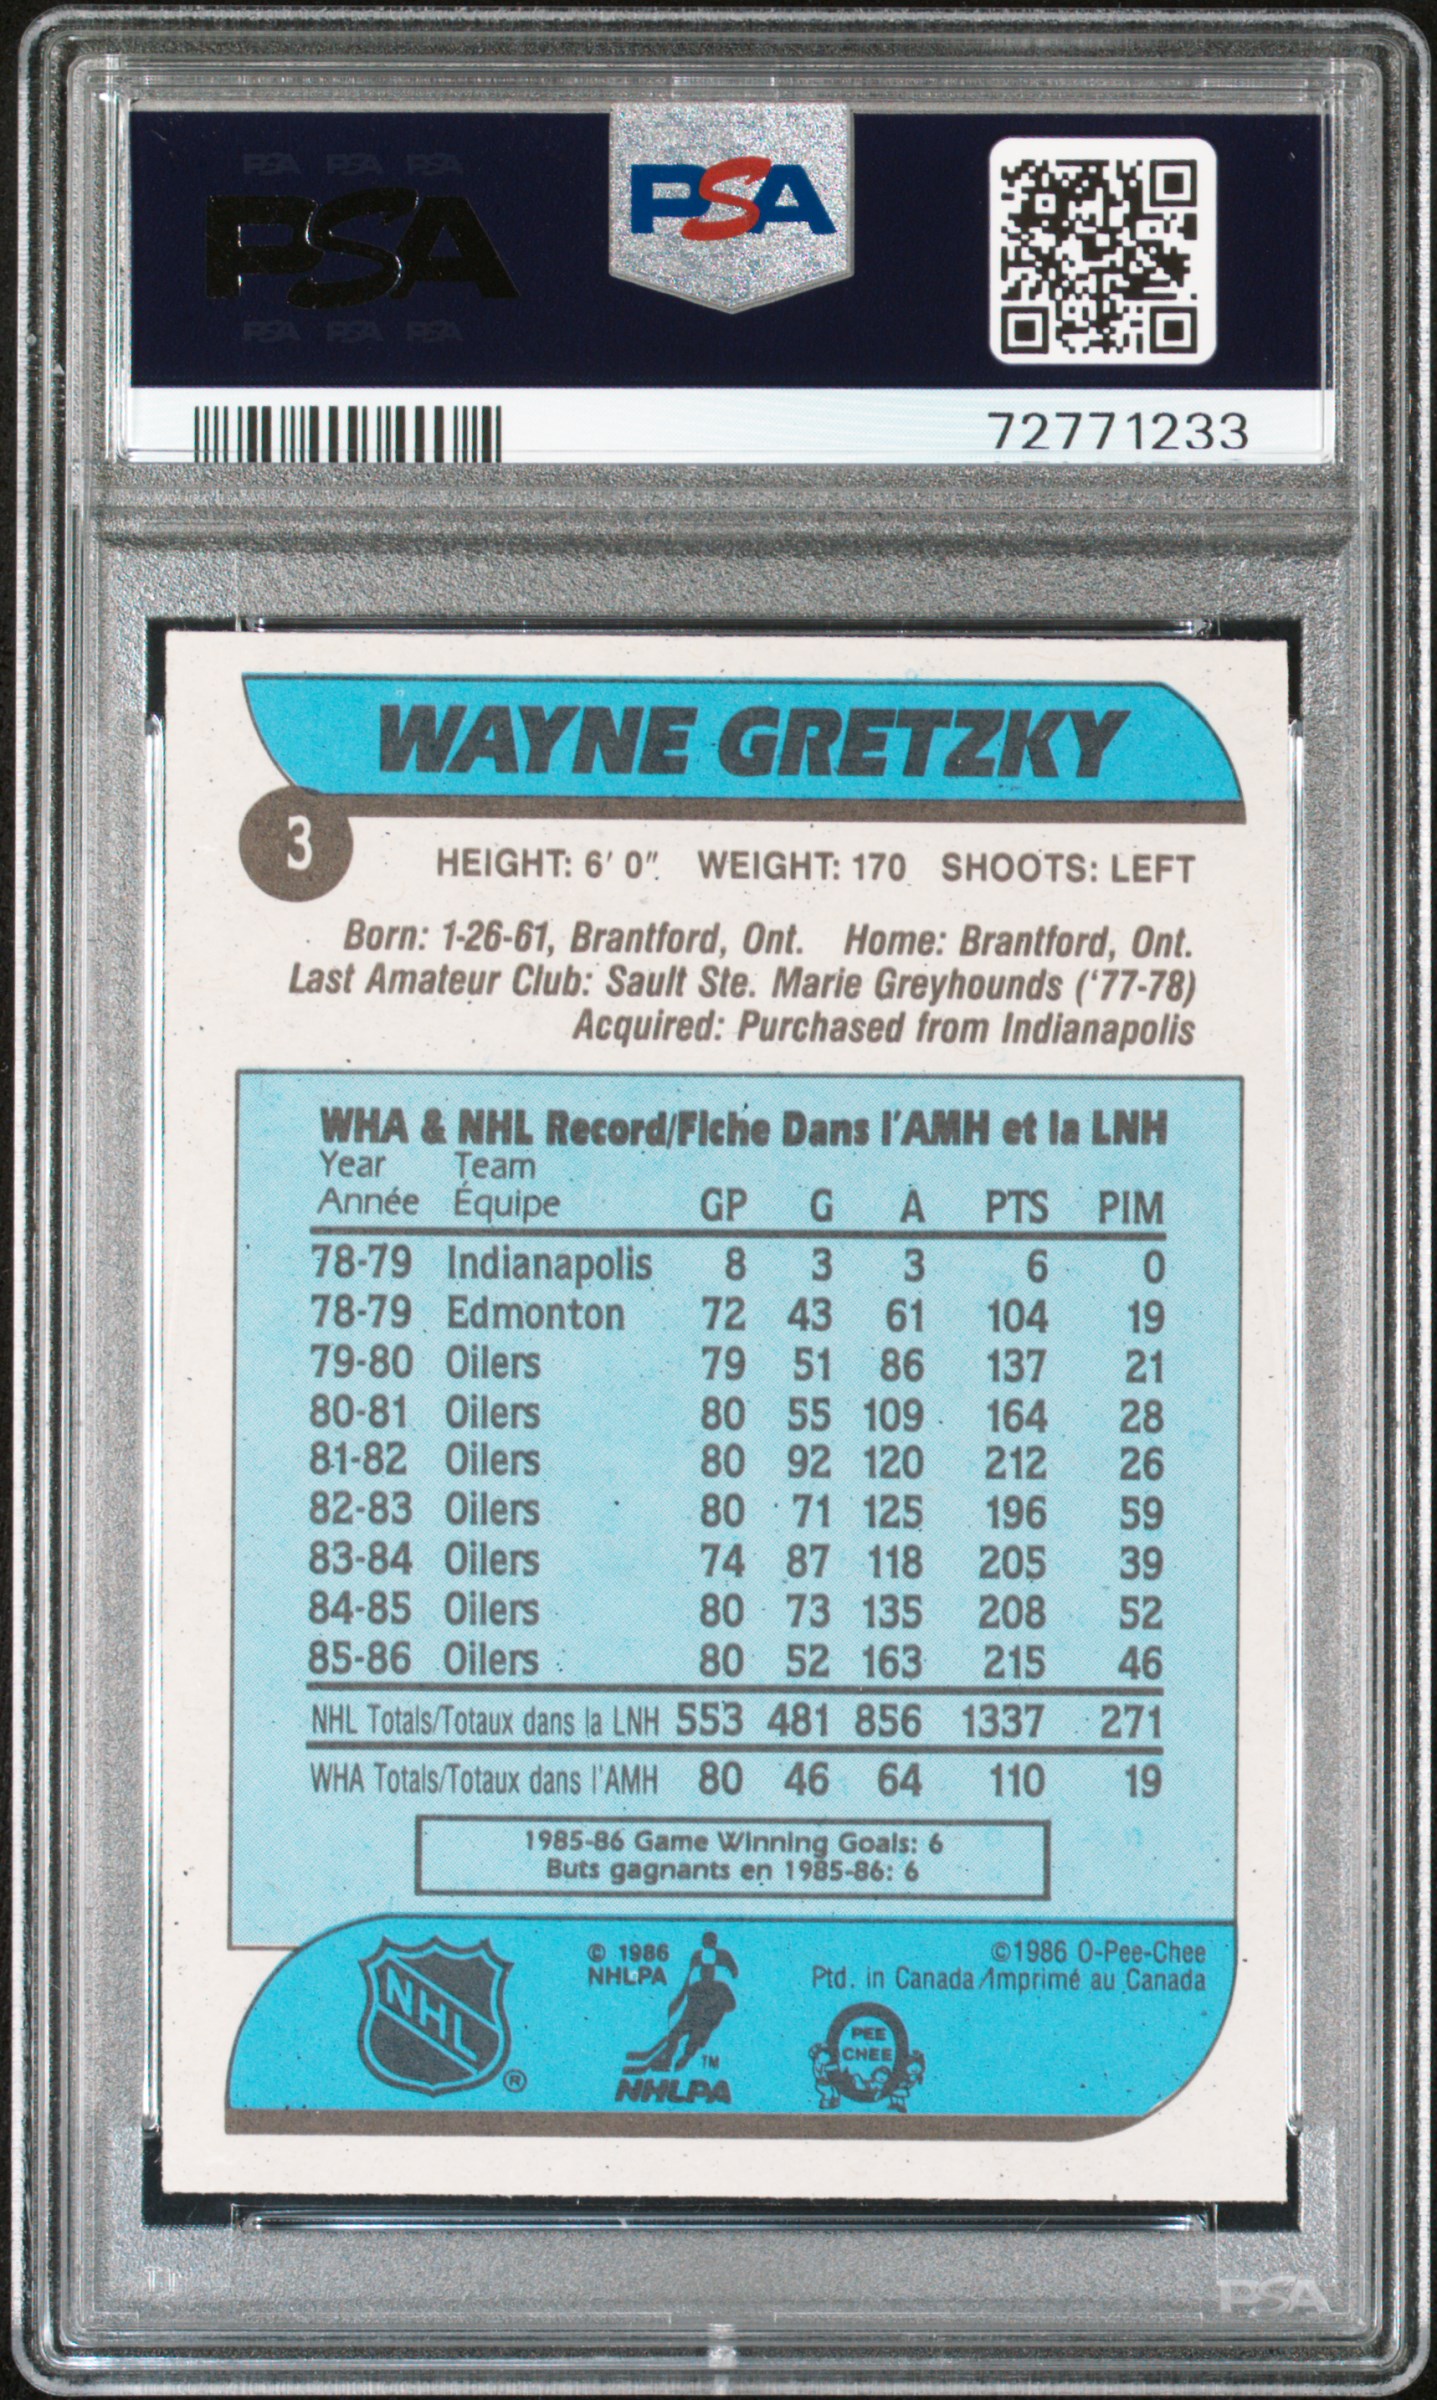 PSA PSA PSA
PSA
PSA PSA PSA
PSA
72771233
WAYNE GRETZKY
3
HEIGHT: 6' 0". WEIGHT: 170 SHOOTS: LEFT
Born: 1-26-61, Brantford, Ont. Home: Brantford, Ont.
Last Amateur Club: Sault Ste. Marie Greyhounds ('77-78)
Acquired: Purchased from Indianapolis
WHA & NHL Record/Fiche Dans l'AMH et la LNH
Year Team
Année Équipe GP G A PTS PIM
78-79 Indianapolis 8 3 3 6 0
78-79 Edmonton 72 43 61 104 19
79-80 Oilers 79 51 86 137 21
80-81 Oilers 80 55 109 164 28
81-82 Oilers 80 92 120 212 26
82-83 Oilers 80 71 125 196 59
83-84 Oilers 74 87 118 205 39
84-85 Oilers 80 73 135 208 52
85-86 Oilers 80 52 163 215 46
NHL Totals/Totaux dans la LNH 553 481 856 1337 271
WHA Totals/Totaux dans l'AMH 80 46 64 110 19
1985-86 Game Winning Goals: 6
Buts gagnants en 1985-86: 6
© 1986
NHLPA
©1986 O-Pee-Chee
Ptd. in Canada/Imprimé au Canada
NHL
®
TM
NHLPA
PEE
CHEE
PSA